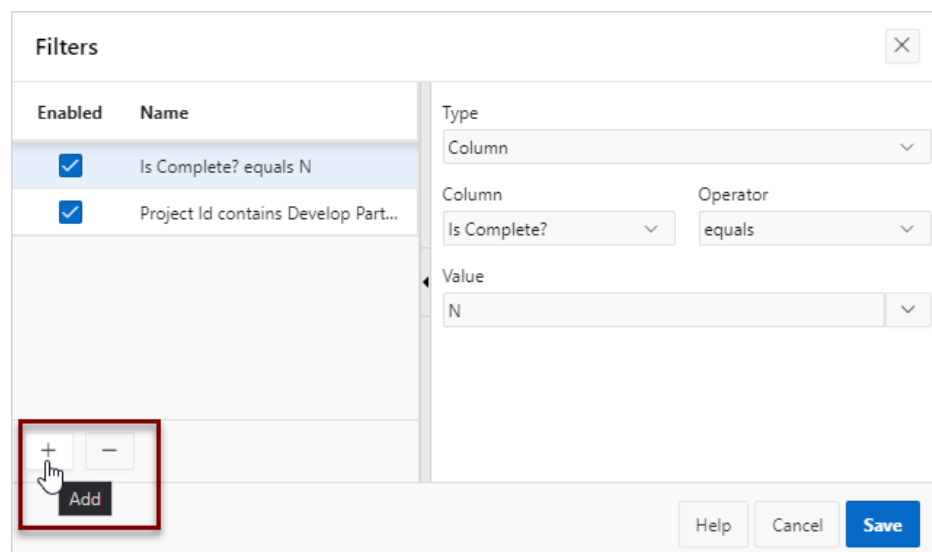 Filters
Enabled Name
Is Complete? equals N
Project Id contains Develop Part...
Type
Column
Column Operator
Is Complete? equals
Value
N
Add
Help Cancel Save